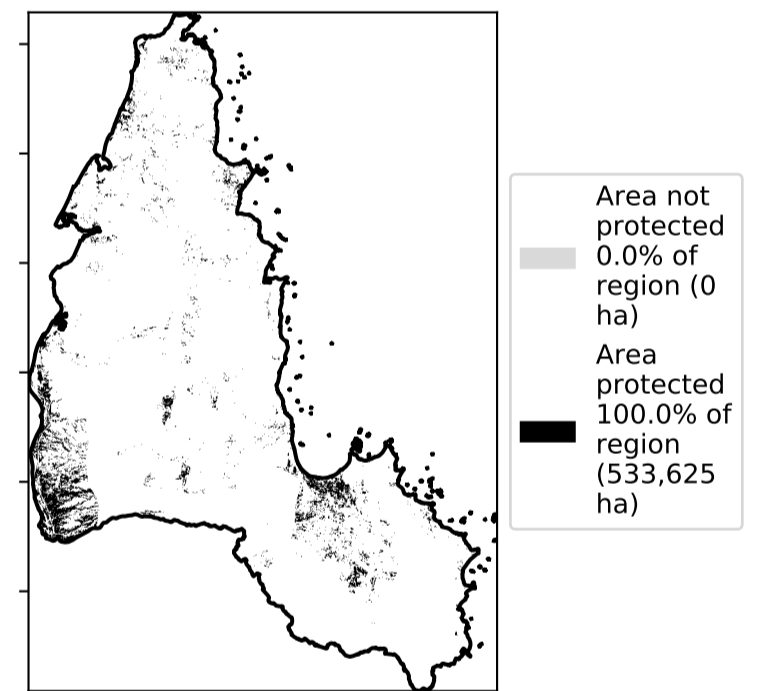 Area not
protected
0.0% of
region (0
ha)
Area
protected
100.0% of
region
(533,625
ha)